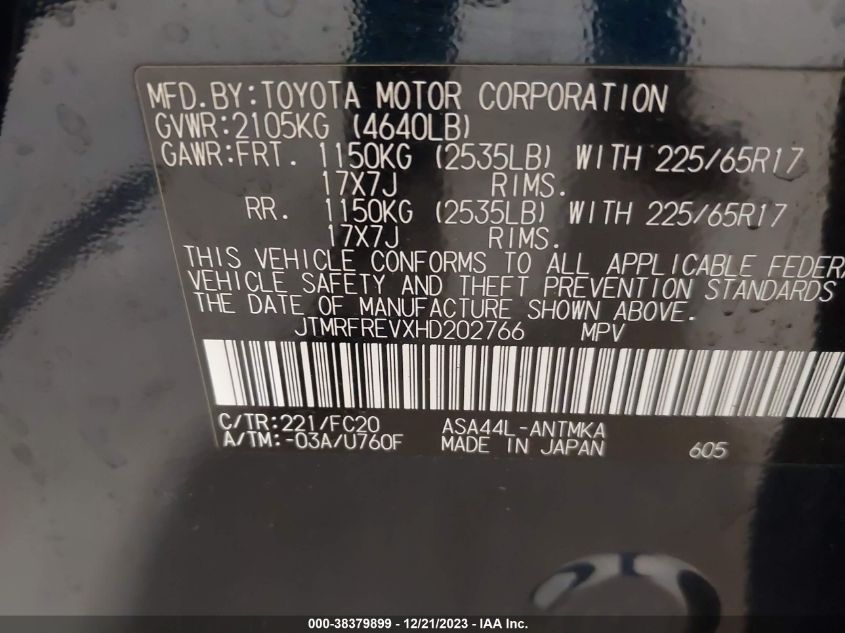 MFD.BY:TOYOTA MOTOR CORPORATION
GVWR:2105KG (4640LB)
GAWR:FRT. 1150KG (2535LB) WITH 225/65R17
17X7J RIMS.
RR. 1150KG (2535LB) WITH 225/65R17
17X7J RIMS.
THIS VEHICLE CONFORMS TO ALL APPLICABLE FEDERA
VEHICLE SAFETY AND THEFT PREVENTION STANDARDS
THE DATE OF MANUFACTURE SHOWN ABOVE.
JTMRFREVXHD202766 MPV
C/TR:221/FC20 ASA44L-ANTMKA
A/TM:-03A/U760F MADE IN JAPAN 605
000-38379899 - 12/21/2023 - IAA Inc.